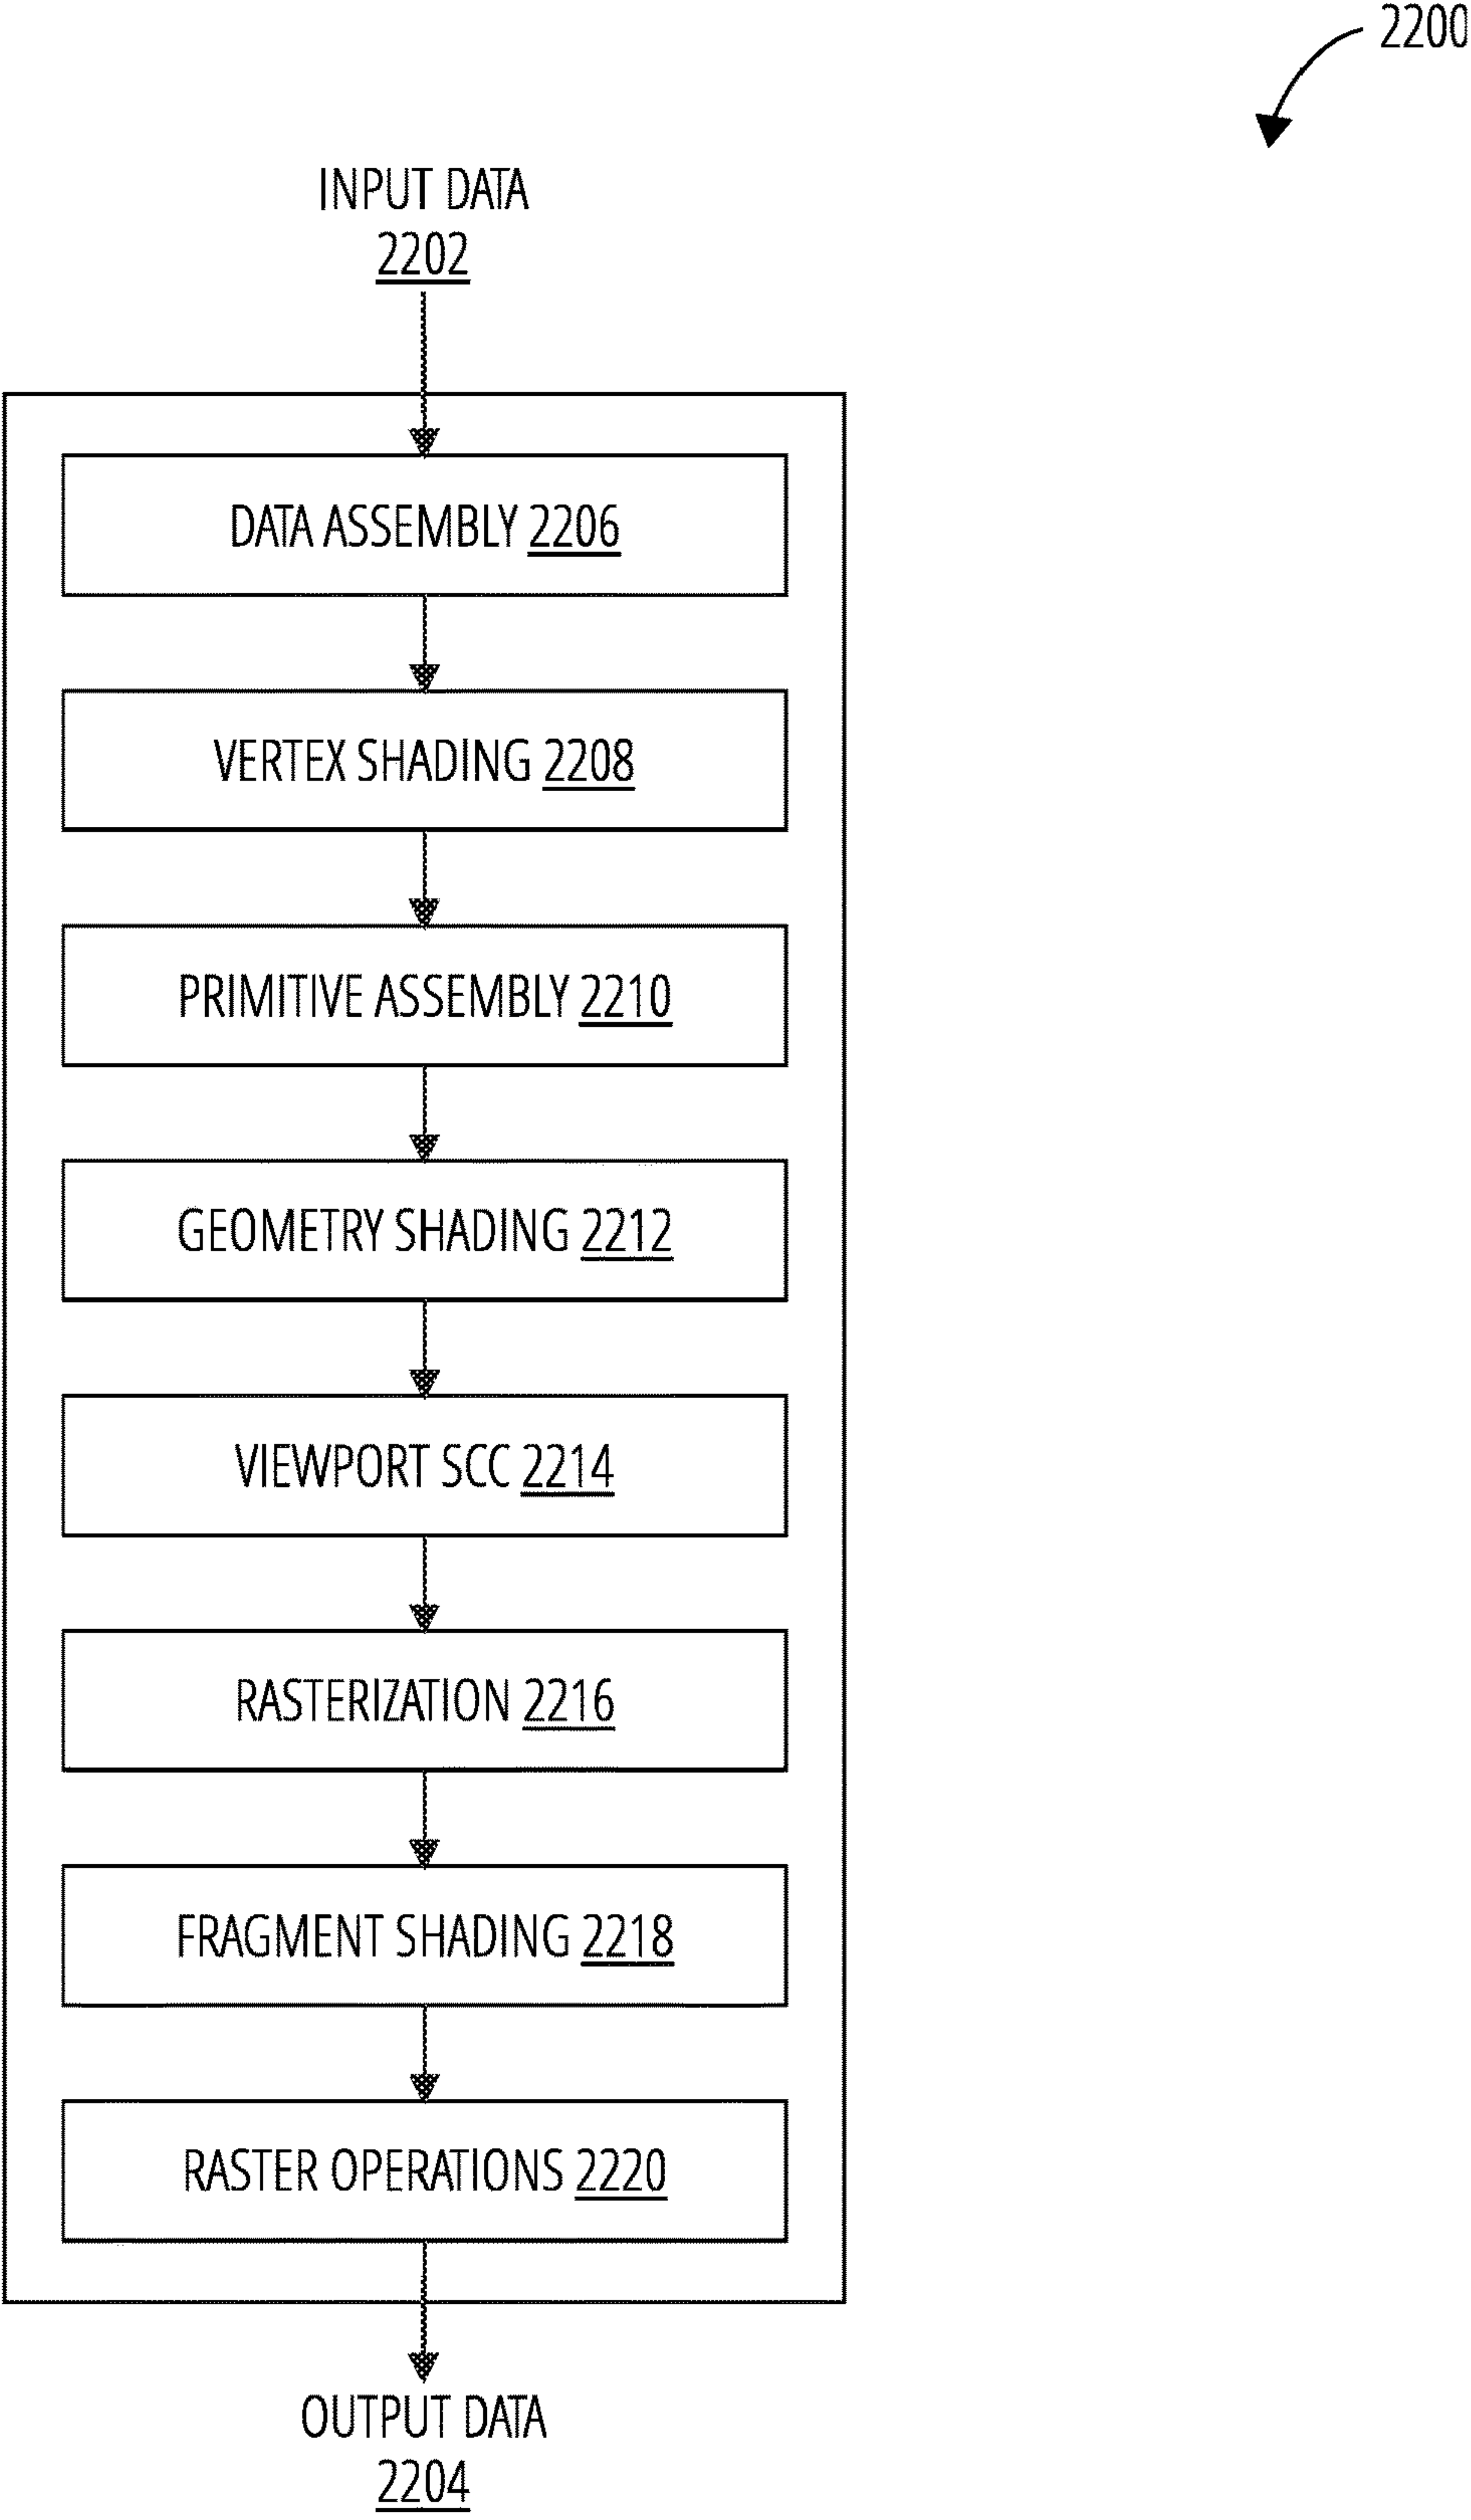 2200
INPUT DATA
2202
DATA ASSEMBLY 2206
VERTEX SHADING 2208
PRIMITIVE ASSEMBLY 2210
GEOMETRY SHADING 2212
VIEWPORT SCC 2214
RASTERIZATION 2216
FRAGMENT SHADING 2218
RASTER OPERATIONS 2220
OUTPUT DATA
2204